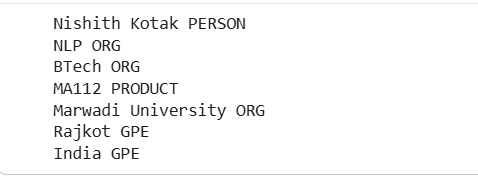 Nishith Kotak PERSON
NLP ORG
BTech ORG
MA112 PRODUCT
Marwadi University ORG
Rajkot GPE
India GPE